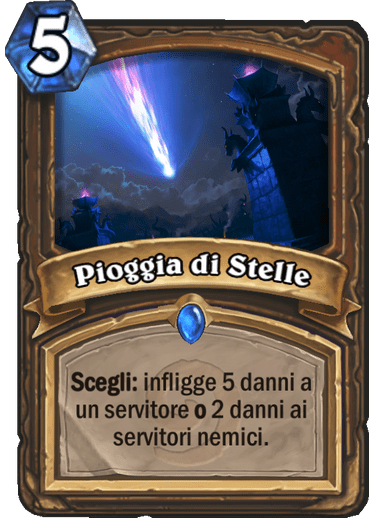 5
Pioggia di Stelle
Scegli: infligge 5 danni a
un servitore o 2 danni ai
servitori nemici.